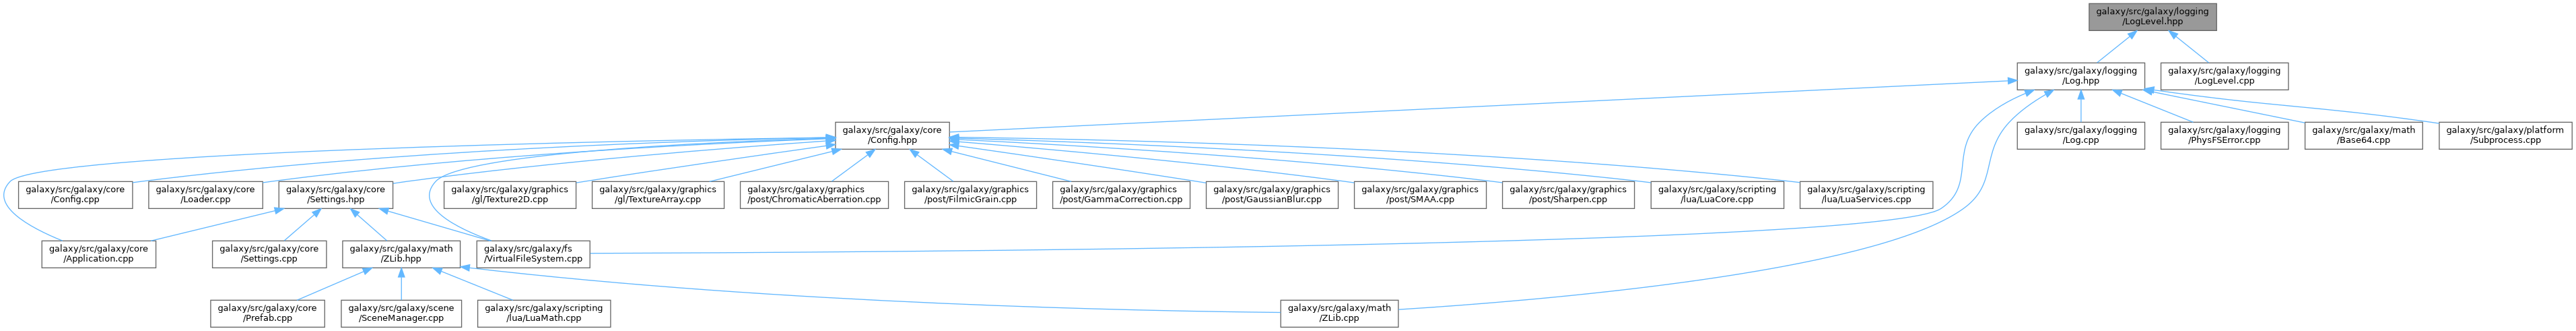 galaxy/src/galaxy/logging
/LogLevel.hpp
galaxy/src/galaxy/logging
/Log.hpp
galaxy/src/galaxy/logging
/LogLevel.cpp
galaxy/src/galaxy/core
/Config.hpp
galaxy/src/galaxy/logging
/Log.cpp
galaxy/src/galaxy/logging
/PhysFSError.cpp
galaxy/src/galaxy/math
/Base64.cpp
galaxy/src/galaxy/platform
/Subprocess.cpp
galaxy/src/galaxy/core
/Config.cpp
galaxy/src/galaxy/core
/Loader.cpp
galaxy/src/galaxy/core
/Settings.hpp
galaxy/src/galaxy/graphics
/gl/Texture2D.cpp
galaxy/src/galaxy/graphics
/gl/TextureArray.cpp
galaxy/src/galaxy/graphics
/post/ChromaticAberration.cpp
galaxy/src/galaxy/graphics
/post/FilmicGrain.cpp
galaxy/src/galaxy/graphics
/post/GammaCorrection.cpp
galaxy/src/galaxy/graphics
/post/GaussianBlur.cpp
galaxy/src/galaxy/graphics
/post/SMAA.cpp
galaxy/src/galaxy/graphics
/post/Sharpen.cpp
galaxy/src/galaxy/scripting
/lua/LuaCore.cpp
galaxy/src/galaxy/scripting
/lua/LuaServices.cpp
galaxy/src/galaxy/core
/Application.cpp
galaxy/src/galaxy/core
/Settings.cpp
galaxy/src/galaxy/math
/ZLib.hpp
galaxy/src/galaxy/fs
/VirtualFileSystem.cpp
galaxy/src/galaxy/core
/Prefab.cpp
galaxy/src/galaxy/scene
/SceneManager.cpp
galaxy/src/galaxy/scripting
/lua/LuaMath.cpp
galaxy/src/galaxy/math
/ZLib.cpp